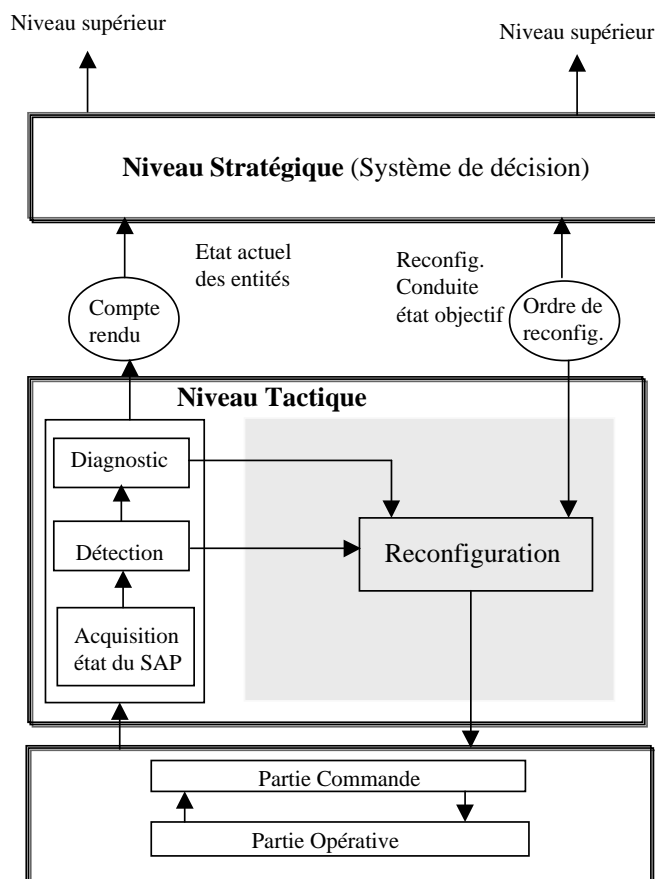 Niveau supérieur
Niveau supérieur
Niveau Stratégique (Système de décision)
Etat actuel
des entités
Reconfig.
Conduite
état objectif
Compte
rendu
Ordre de
reconfig.
Niveau Tactique
Diagnostic
Détection
Acquisition
état du SAP
Reconfiguration
Partie Commande
Partie Opérative